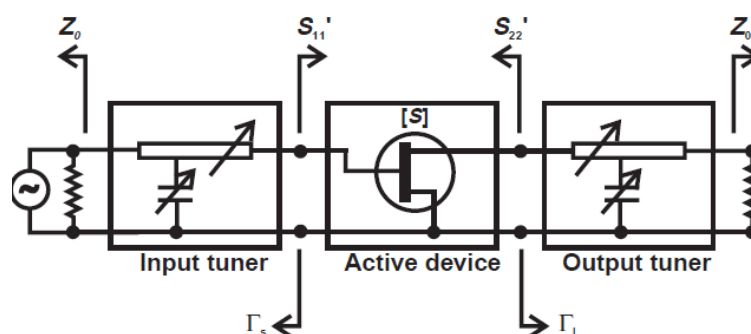 Z₀ S₁₁' S₂₂' Z₀
[S]
Input tuner Active device Output tuner
Γₛ Γₗ